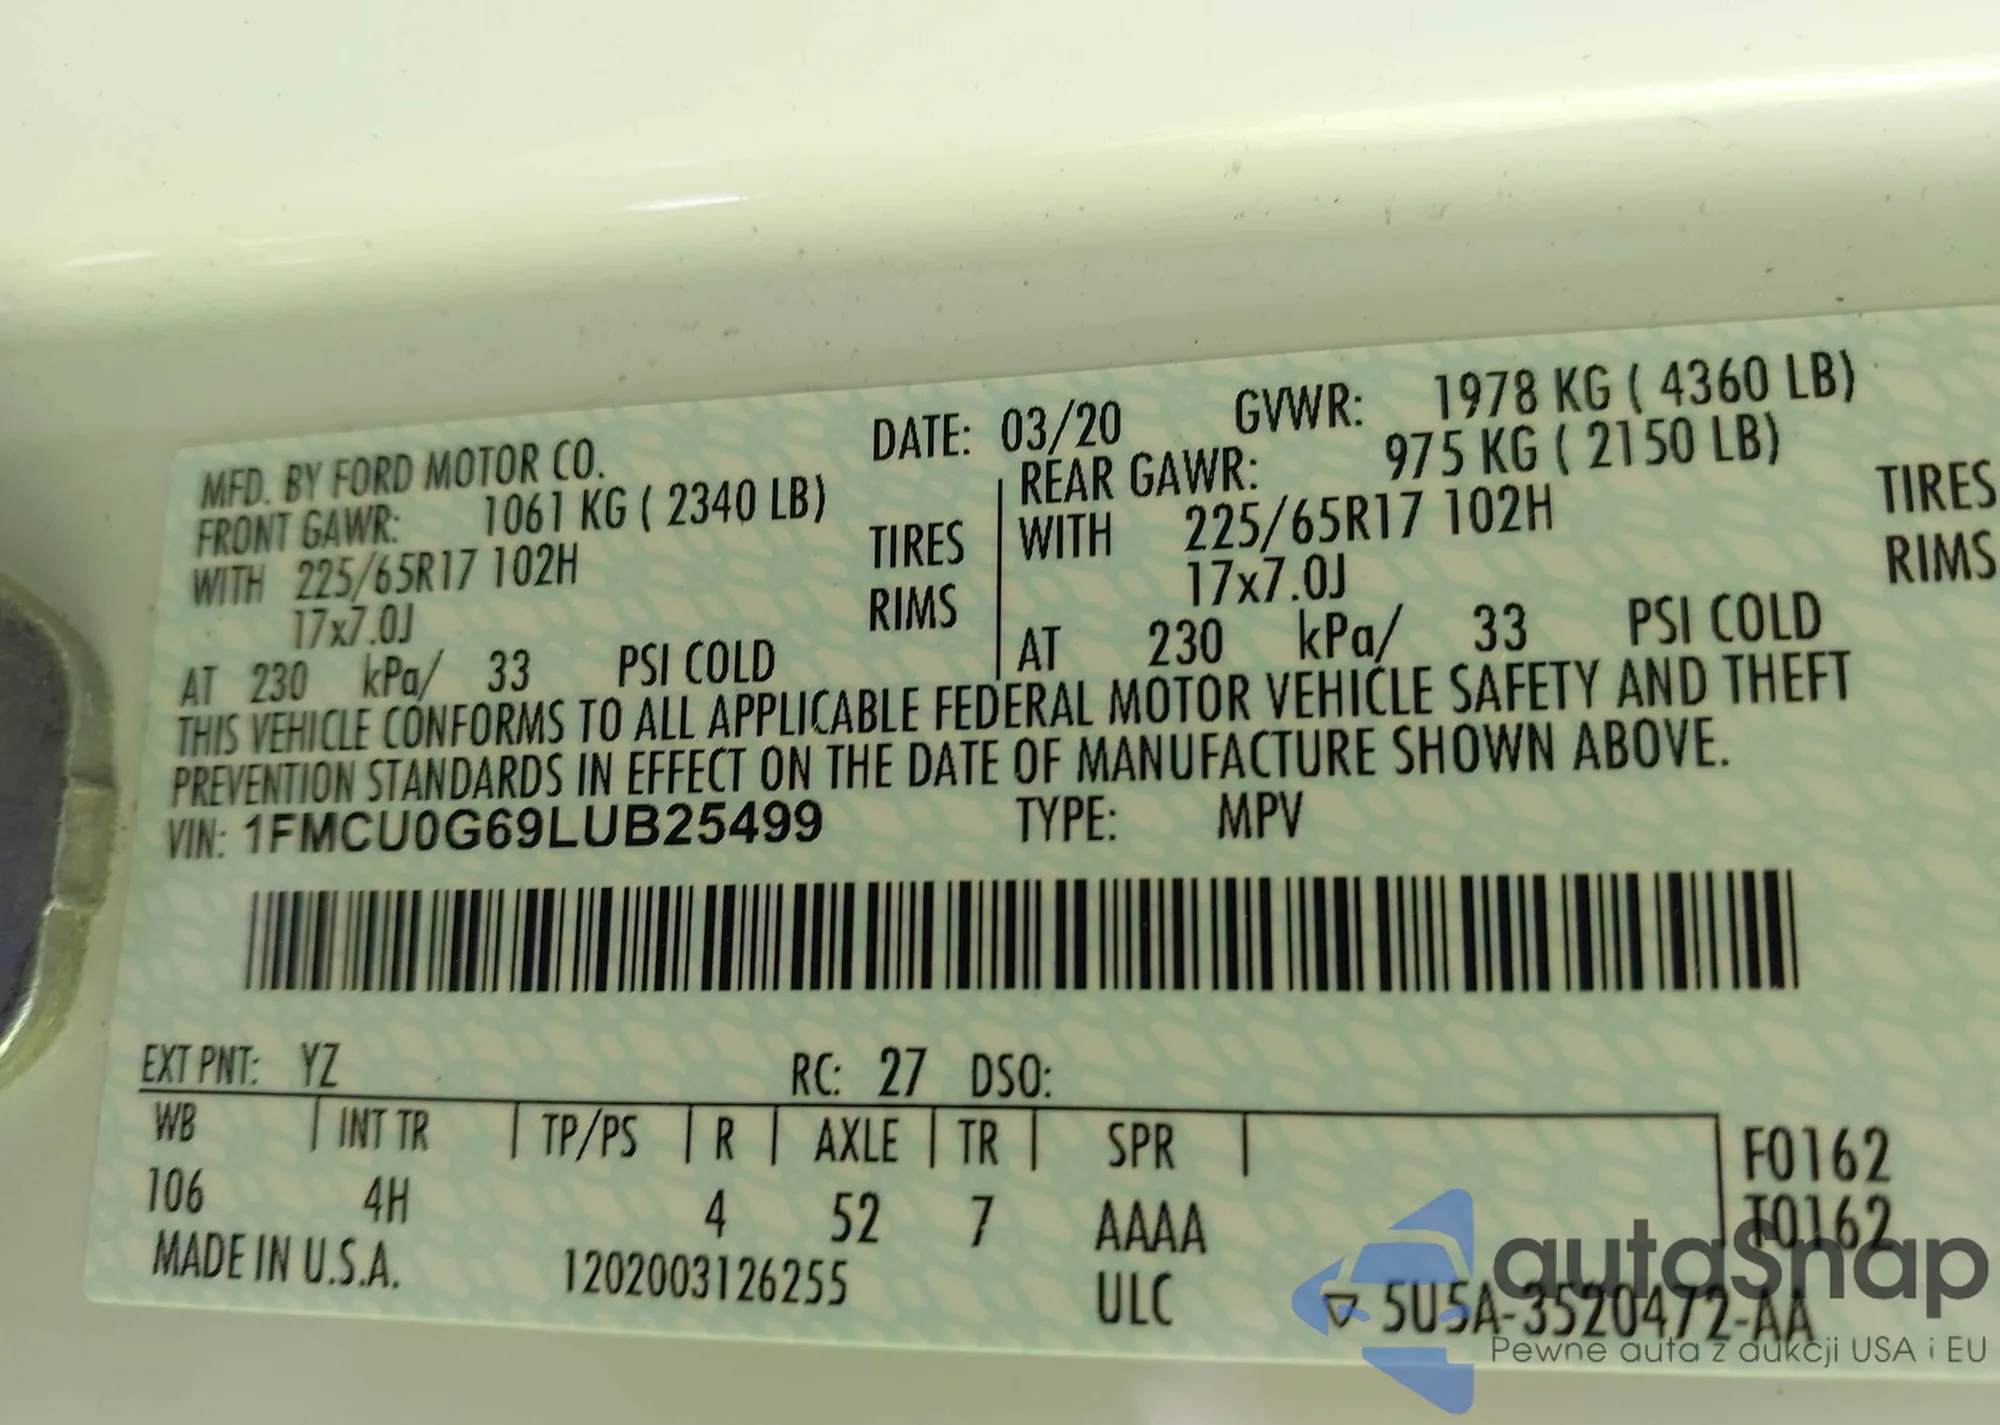 MFD. BY FORD MOTOR CO. DATE: 03/20 GVWR: 1978 KG ( 4360 LB)
FRONT GAWR: 1061 KG ( 2340 LB) REAR GAWR: 975 KG ( 2150 LB)
WITH 225/65R17 102H TIRES WITH 225/65R17 102H TIRES
17x7.0J RIMS 17x7.0J RIMS
AT 230 kPa/ 33 PSI COLD AT 230 kPa/ 33 PSI COLD
THIS VEHICLE CONFORMS TO ALL APPLICABLE FEDERAL MOTOR VEHICLE SAFETY AND THEFT
PREVENTION STANDARDS IN EFFECT ON THE DATE OF MANUFACTURE SHOWN ABOVE.
VIN: 1FMCU0G69LUB25499 TYPE: MPV
EXT PNT: YZ RC: 27 DSO:
WB INT TR TP/PS R AXLE TR SPR F0162
106 4H 4 52 7 AAAA T0162
MADE IN U.S.A. 1202003126255 ULC 5U5A-3520472-AA
autoSnap
Pewne auta z aukcji USA i EU